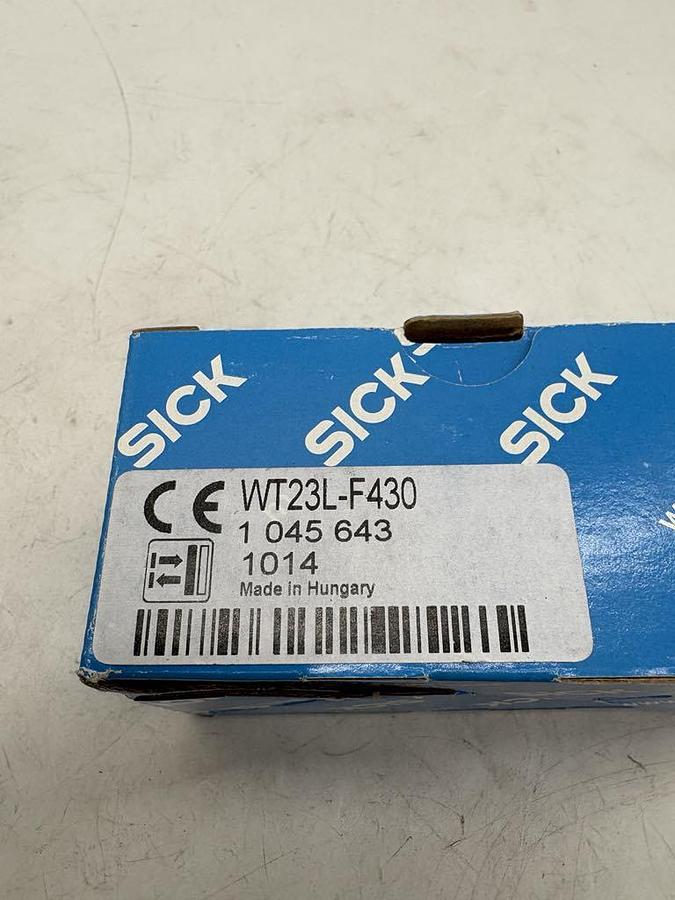 SICK
SICK
SICK
CE
WT23L-F430
1 045 643
1014
Made in Hungary